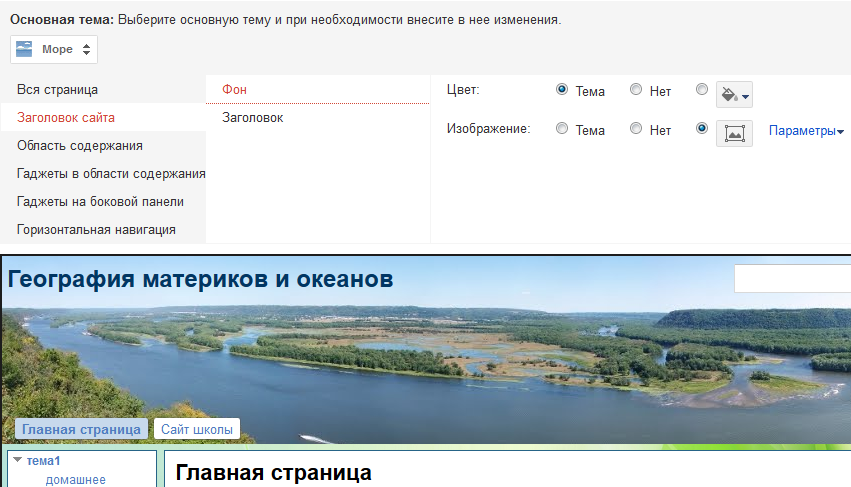 Основная тема: Выберите основную тему и при необходимости внесите в нее изменения.
Море
Вся страница
Заголовок сайта
Область содержания
Гаджеты в области содержания
Гаджеты на боковой панели
Горизонтальная навигация
Фон
Заголовок
Цвет: Тема Нет
Изображение: Тема Нет Параметры
География материков и океанов
Главная страница Сайт школы
тема1
домашнее
Главная страница